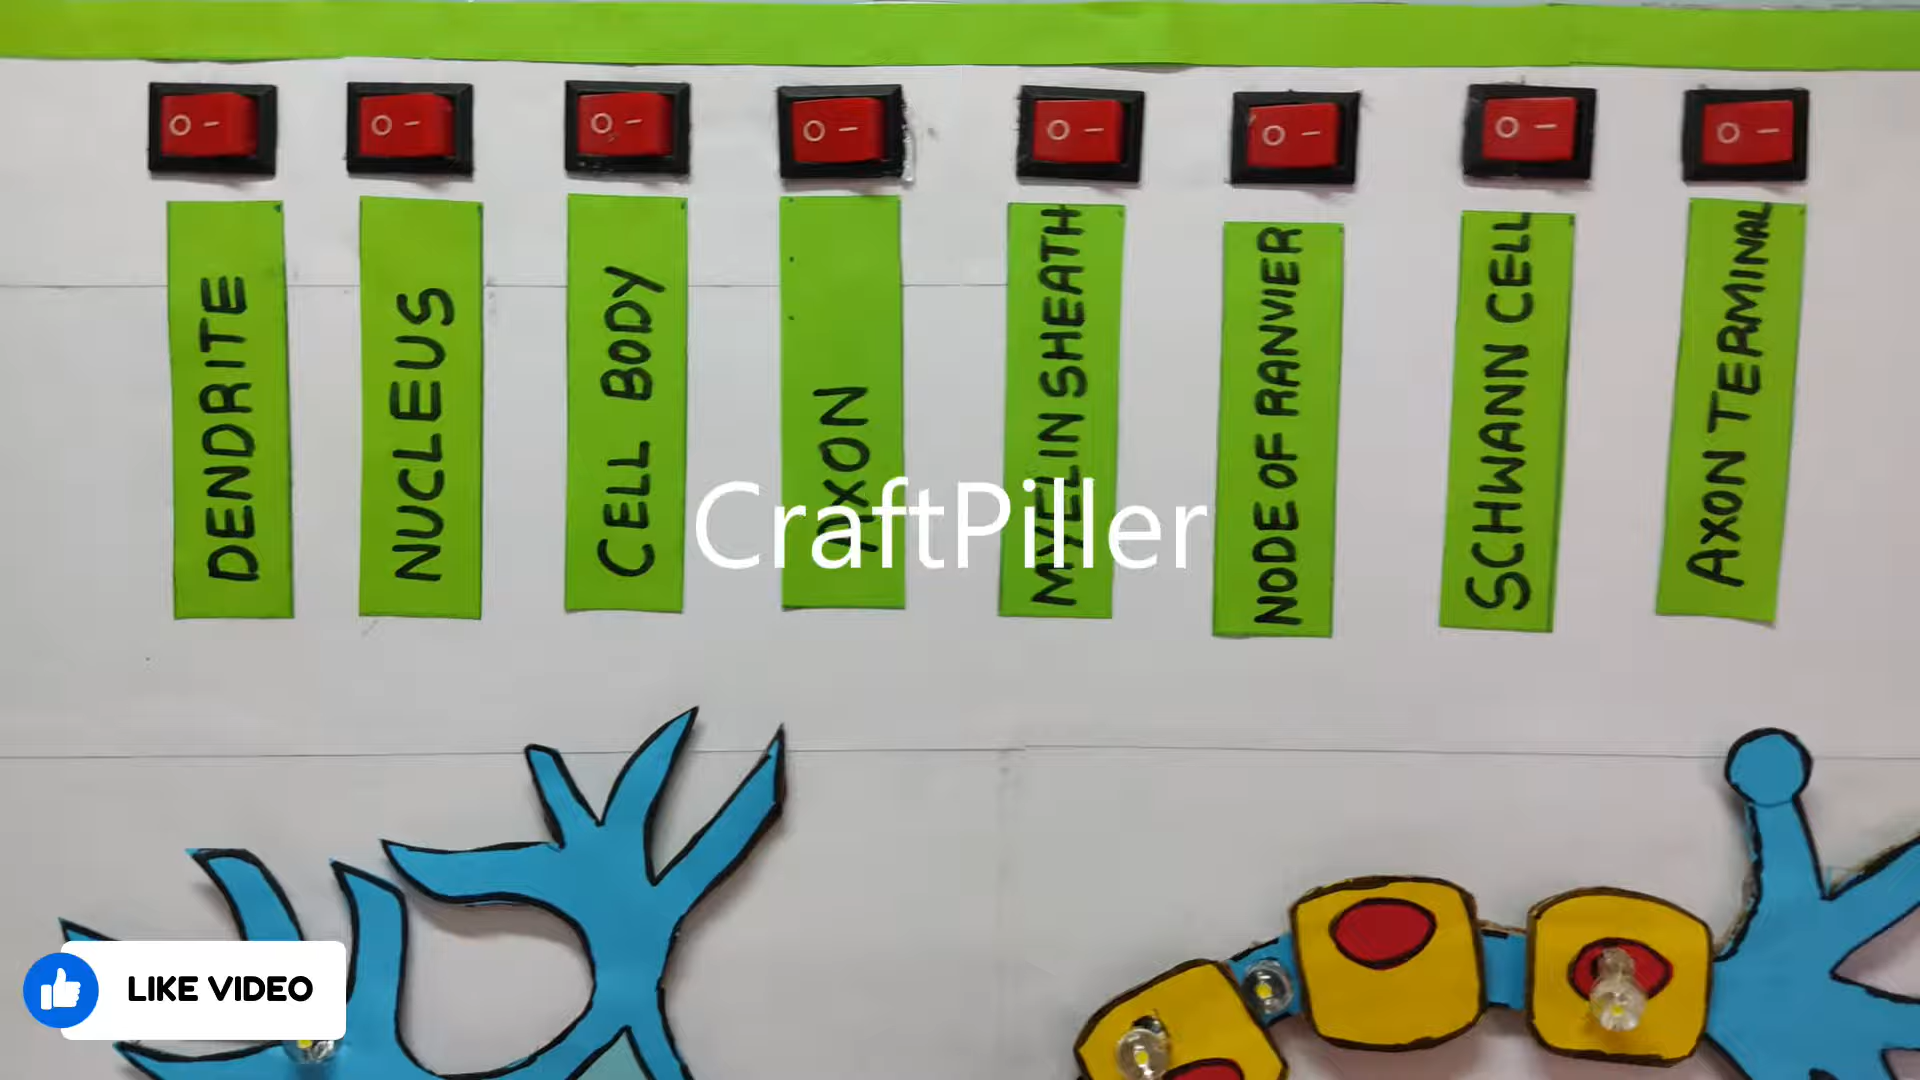 DENDRITE
NUCLEUS
CELL BODY
AXON
MYELIN SHEATH
NODE OF RANVIER
SCHWANN CELL
AXON TERMINAL
CraftPiller
LIKE VIDEO